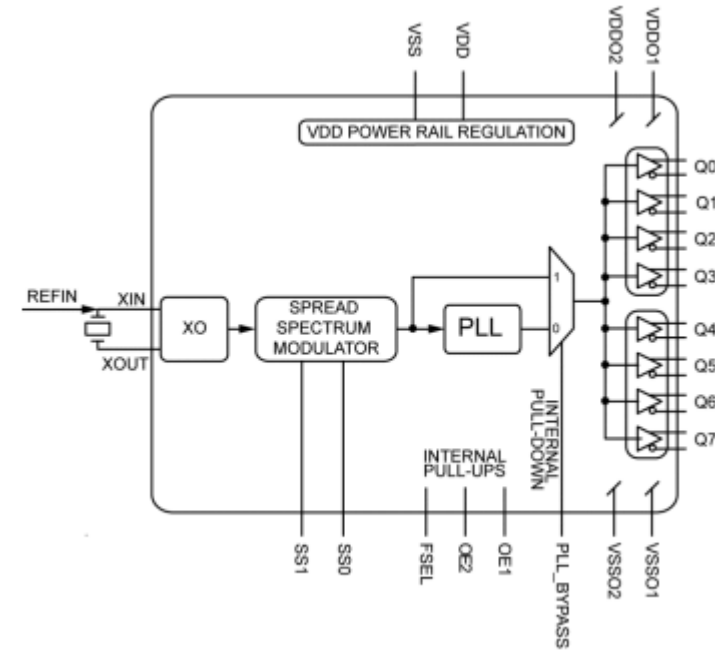 VSS
VDD
VDDO2
VDDO1
VDD POWER RAIL REGULATION
Q0
Q1
Q2
Q3
REFIN
XIN
XO
SPREAD
SPECTRUM
MODULATOR
PLL
1
0
XOUT
Q4
Q5
Q6
Q7
INTERNAL
PULL-UPS
INTERNAL
PULL-DOWN
SS1
SS0
FSEL
OE2
OE1
PLL_BYPASS
VSSO2
VSSO1